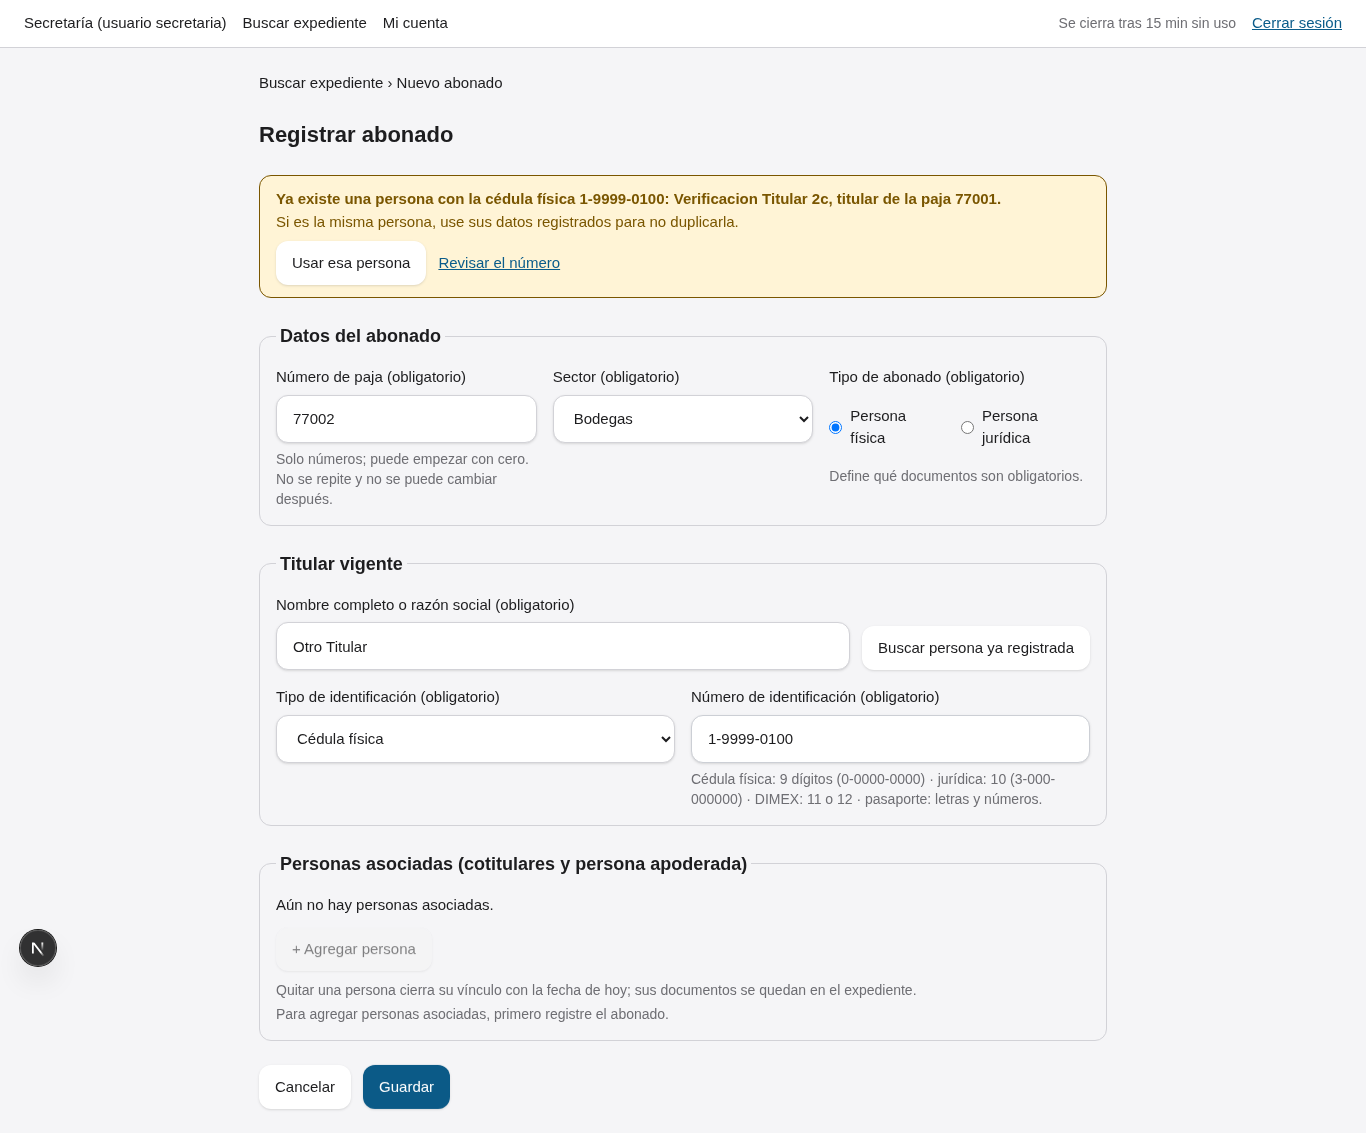 Secretaría (usuario secretaria) Buscar expediente Mi cuenta Se cierra tras 15 min sin uso Cerrar sesión
Buscar expediente › Nuevo abonado
Registrar abonado
Ya existe una persona con la cédula física 1-9999-0100: Verificacion Titular 2c, titular de la paja 77001.
Si es la misma persona, use sus datos registrados para no duplicarla.
Usar esa persona Revisar el número
Datos del abonado
Número de paja (obligatorio) Sector (obligatorio) Tipo de abonado (obligatorio)
77002 Bodegas Persona física Persona jurídica
Solo números; puede empezar con cero.
No se repite y no se puede cambiar
después.
Define qué documentos son obligatorios.
Titular vigente
Nombre completo o razón social (obligatorio)
Otro Titular Buscar persona ya registrada
Tipo de identificación (obligatorio) Número de identificación (obligatorio)
Cédula física 1-9999-0100
Cédula física: 9 dígitos (0-0000-0000) · jurídica: 10 (3-000-
000000) · DIMEX: 11 o 12 · pasaporte: letras y números.
Personas asociadas (cotitulares y persona apoderada)
Aún no hay personas asociadas.
+ Agregar persona
Quitar una persona cierra su vínculo con la fecha de hoy; sus documentos se quedan en el expediente.
Para agregar personas asociadas, primero registre el abonado.
Cancelar Guardar